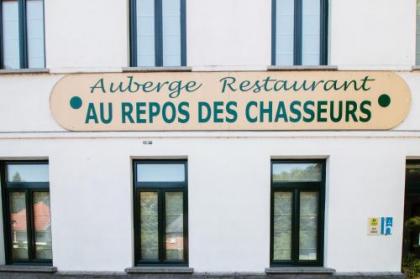 Auberge Restaurant
AU REPOS DES CHASSEURS